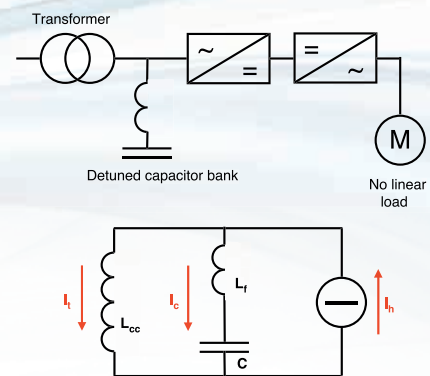 Transformer
~
=
=
~
M
Detuned capacitor bank
No linear
load
It
Lcc
Ic
Lf
C
Ih